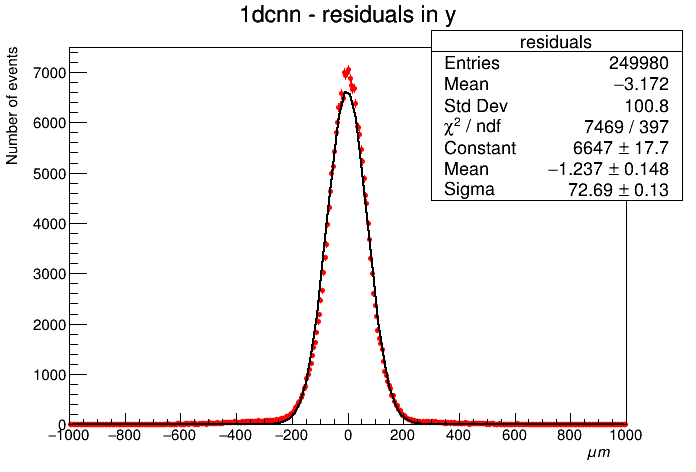 1dcnn - residuals in y
residuals
Entries 249980
Mean −3.172
Std Dev 100.8
χ² / ndf 7469 / 397
Constant 6647 ± 17.7
Mean −1.237 ± 0.148
Sigma 72.69 ± 0.13
Number of events
7000
6000
5000
4000
3000
2000
1000
0
−1000 −800 −600 −400 −200 0 200 400 600 800 1000
μm